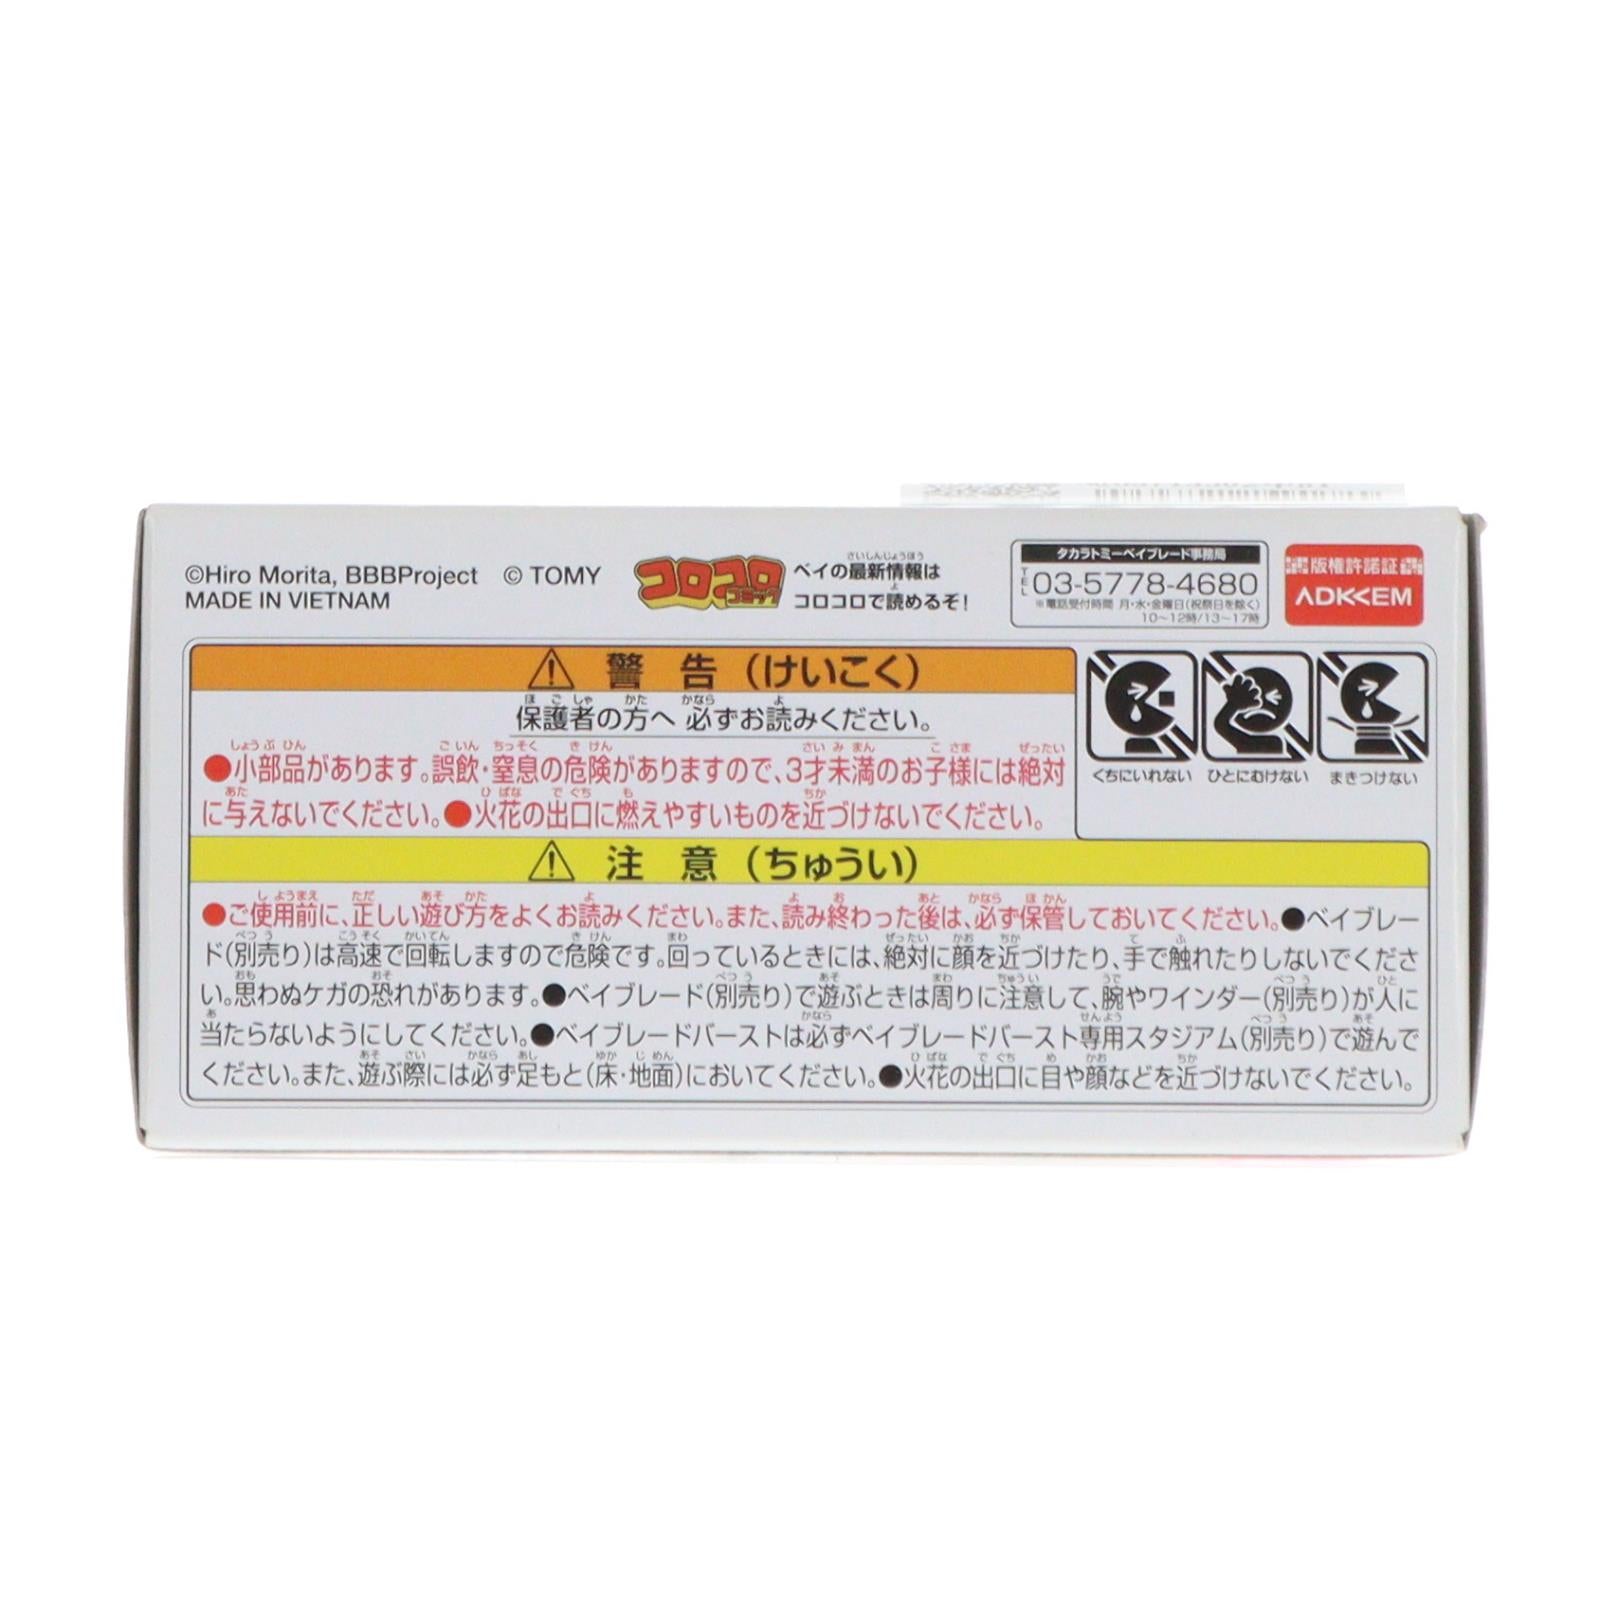 ©Hiro Morita, BBBProject © TOMY
MADE IN VIETNAM
コロコロ
コミック
ベイの最新情報は
コロコロで読めるぞ!
タカラトミーベイブレード事務局
TEL 03-5778-4680
※電話受付時間 月・水・金曜日(祝祭日を除く)
10〜12時/13〜17時
版権許諾証
ADK EM
警告(けいこく)
保護者の方へ 必ずお読みください。
●小部品があります。誤飲・窒息の危険がありますので、3才未満のお子様には絶対
に与えないでください。●火花の出口に燃えやすいものを近づけないでください。
くちにいれない ひとにむけない まきつけない
注意(ちゅうい)
●ご使用前に、正しい遊び方をよくお読みください。また、読み終わった後は、必ず保管しておいてください。●ベイブレー
ド(別売り)は高速で回転しますので危険です。回っているときには、絶対に顔を近づけたり、手で触れたりしないでくださ
い。思わぬケガの恐れがあります。●ベイブレード(別売り)で遊ぶときは周りに注意して、腕やワインダー(別売り)が人に
当たらないようにしてください。●ベイブレードバーストは必ずベイブレードバースト専用スタジアム(別売り)で遊んで
ください。また、遊ぶ際には必ず足もと(床・地面)においてください。●火花の出口に目や顔などを近づけないでください。